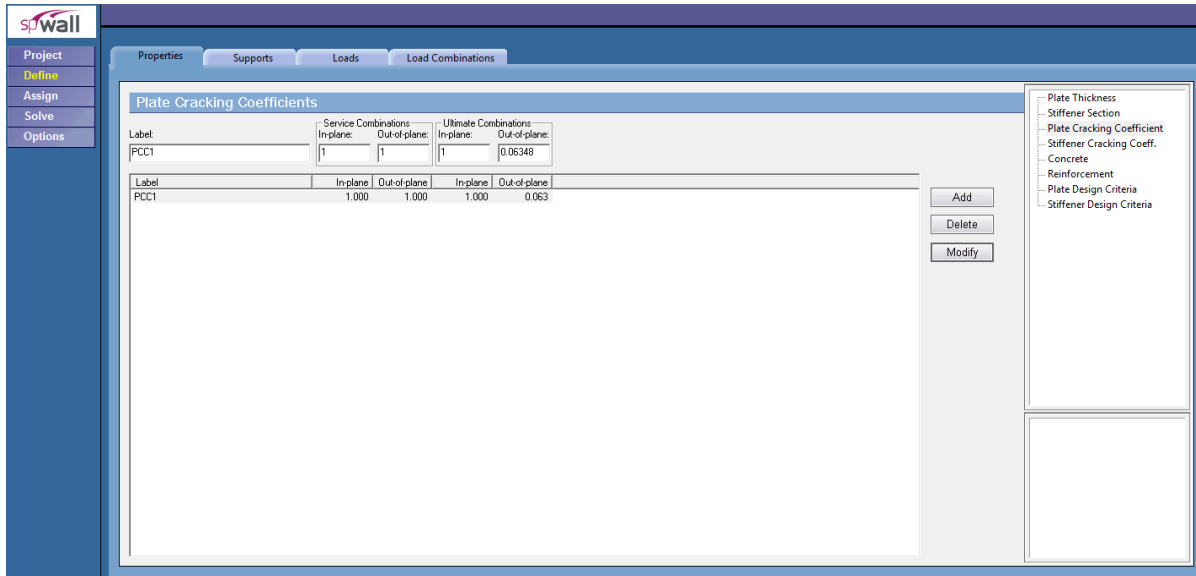 spwall
Project
Define
Assign
Solve
Options
Properties Supports Loads Load Combinations
Plate Cracking Coefficients
Service Combinations Ultimate Combinations
Label: In-plane: Out-of-plane: In-plane: Out-of-plane:
PCC1 1 1 1 0.06348
Label In-plane Out-of-plane In-plane Out-of-plane
PCC1 1.000 1.000 1.000 0.063
Add
Delete
Modify
Plate Thickness
Stiffener Section
Plate Cracking Coefficient
Stiffener Cracking Coeff.
Concrete
Reinforcement
Plate Design Criteria
Stiffener Design Criteria